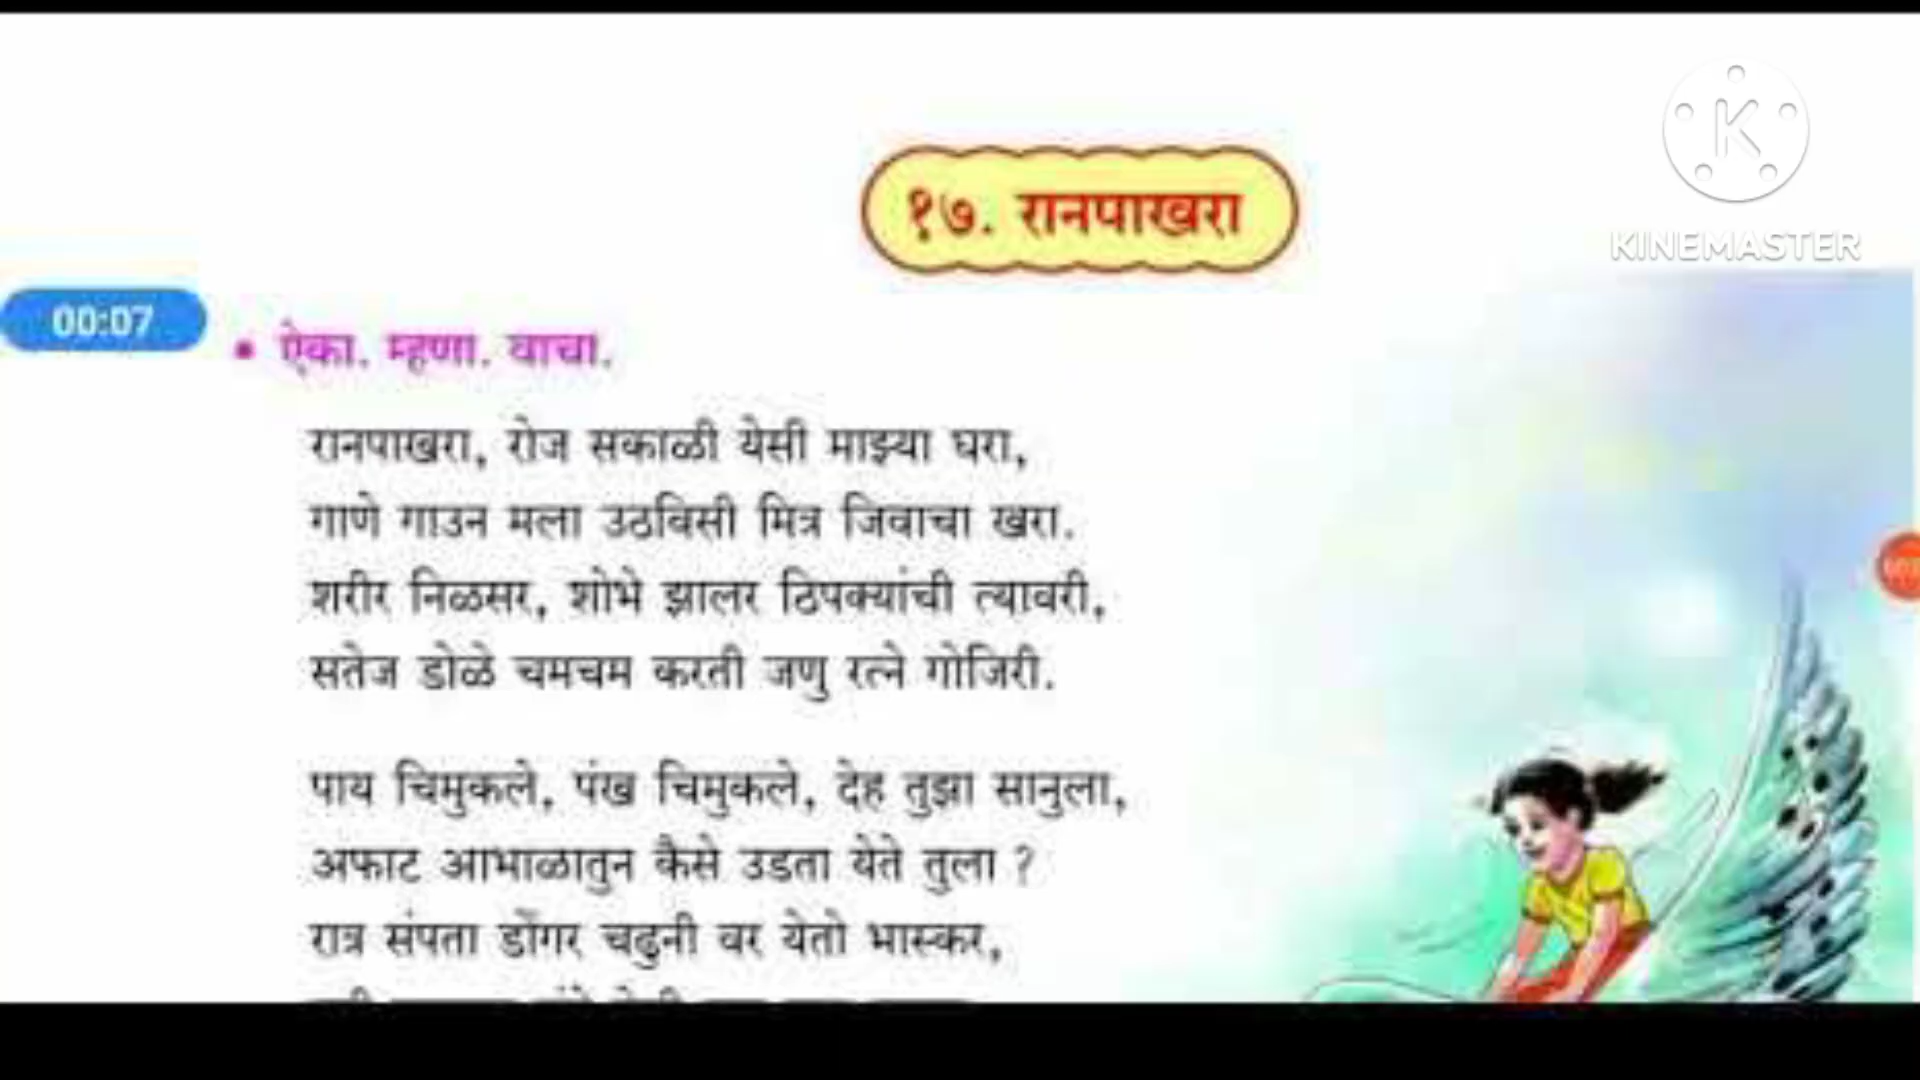 १७. रानपाखरा
KINEMASTER
00:07
• ऐका. म्हणा. वाचा.
रानपाखरा, रोज सकाळी येसी माझ्या घरा,
गाणे गाउन मला उठविसी मित्र जिवाचा खरा.
शरीर निळसर, शोभे झालर ठिपक्यांची त्यावरी,
सतेज डोळे चमचम करती जणु रत्ने गोजिरी.
पाय चिमुकले, पंख चिमुकले, देह तुझा सानुला,
अफाट आभाळातुन कैसे उडता येते तुला ?
रात्र संपता डोंगर चढुनी वर येतो भास्कर,